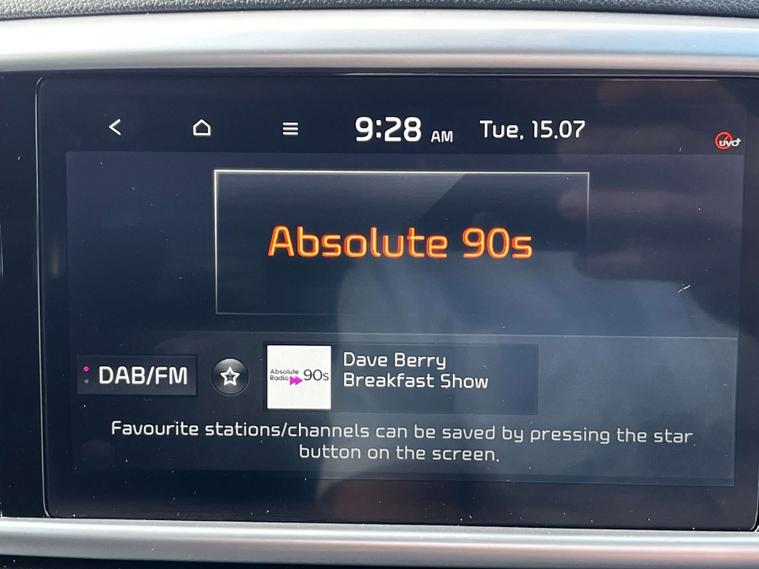 9:28 AM Tue, 15.07
UVO
Absolute 90s
DAB/FM
Absolute
Radio 90s
Dave Berry
Breakfast Show
Favourite stations/channels can be saved by pressing the star
button on the screen.